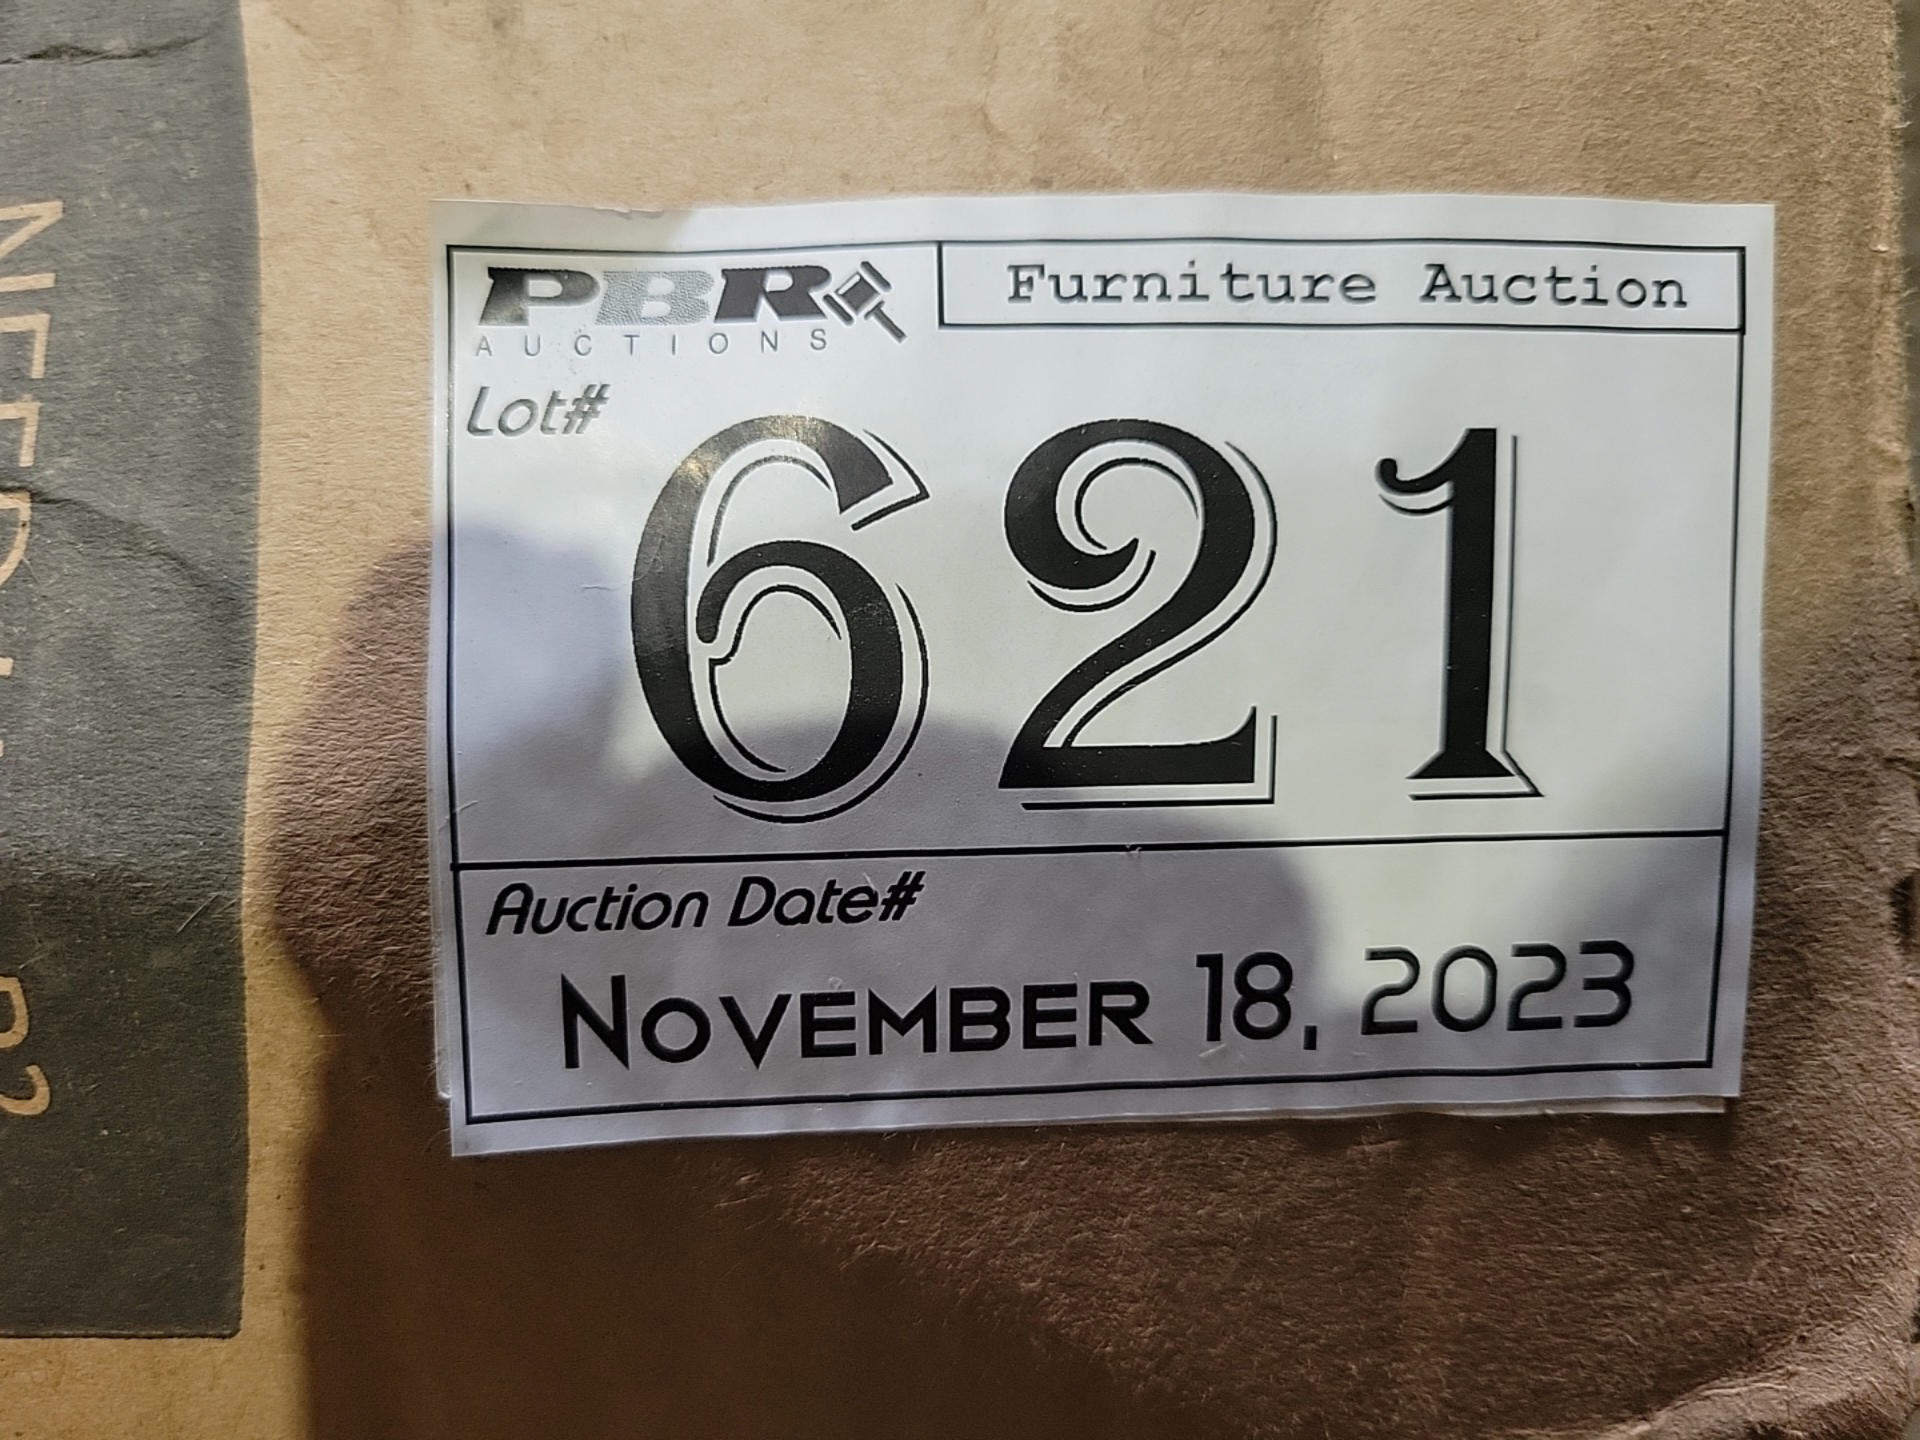 PBR
AUCTIONS
Furniture Auction
Lot#
621
Auction Date#
November 18, 2023